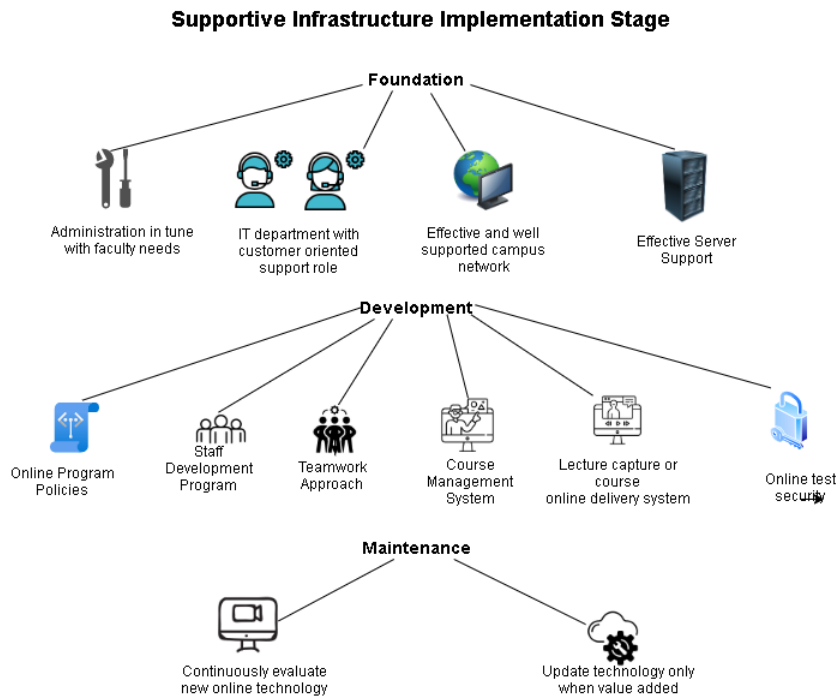 Supportive Infrastructure Implementation Stage
Foundation
Administration in tune
with faculty needs
IT department with
customer oriented
support role
Effective and well
supported campus
network
Effective Server
Support
Development
Online Program
Policies
Staff
Development
Program
Teamwork
Approach
Course
Management
System
Lecture capture or
course
online delivery system
Online test
security
Maintenance
Continuously evaluate
new online technology
Update technology only
when value added